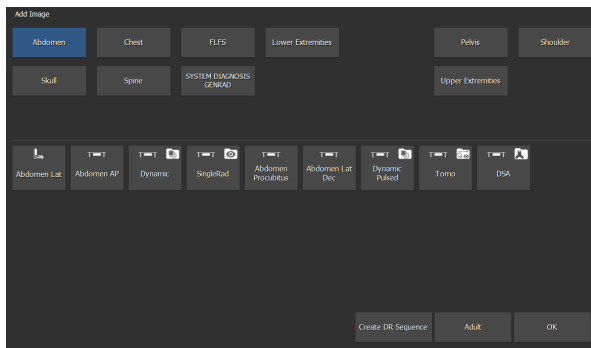 Add Image
Abdomen
Chest
FLFS
Lower Extremities
Pelvis
Shoulder
Skull
Spine
SYSTEM DIAGNOSIS
GENRAD
Upper Extremities
Abdomen Lat
Abdomen AP
Dynamic
SingleRad
Abdomen
Procubitus
Abdomen Lat
Dec
Dynamic
Pulsed
Tomo
DSA
Create DR Sequence
Adult
OK